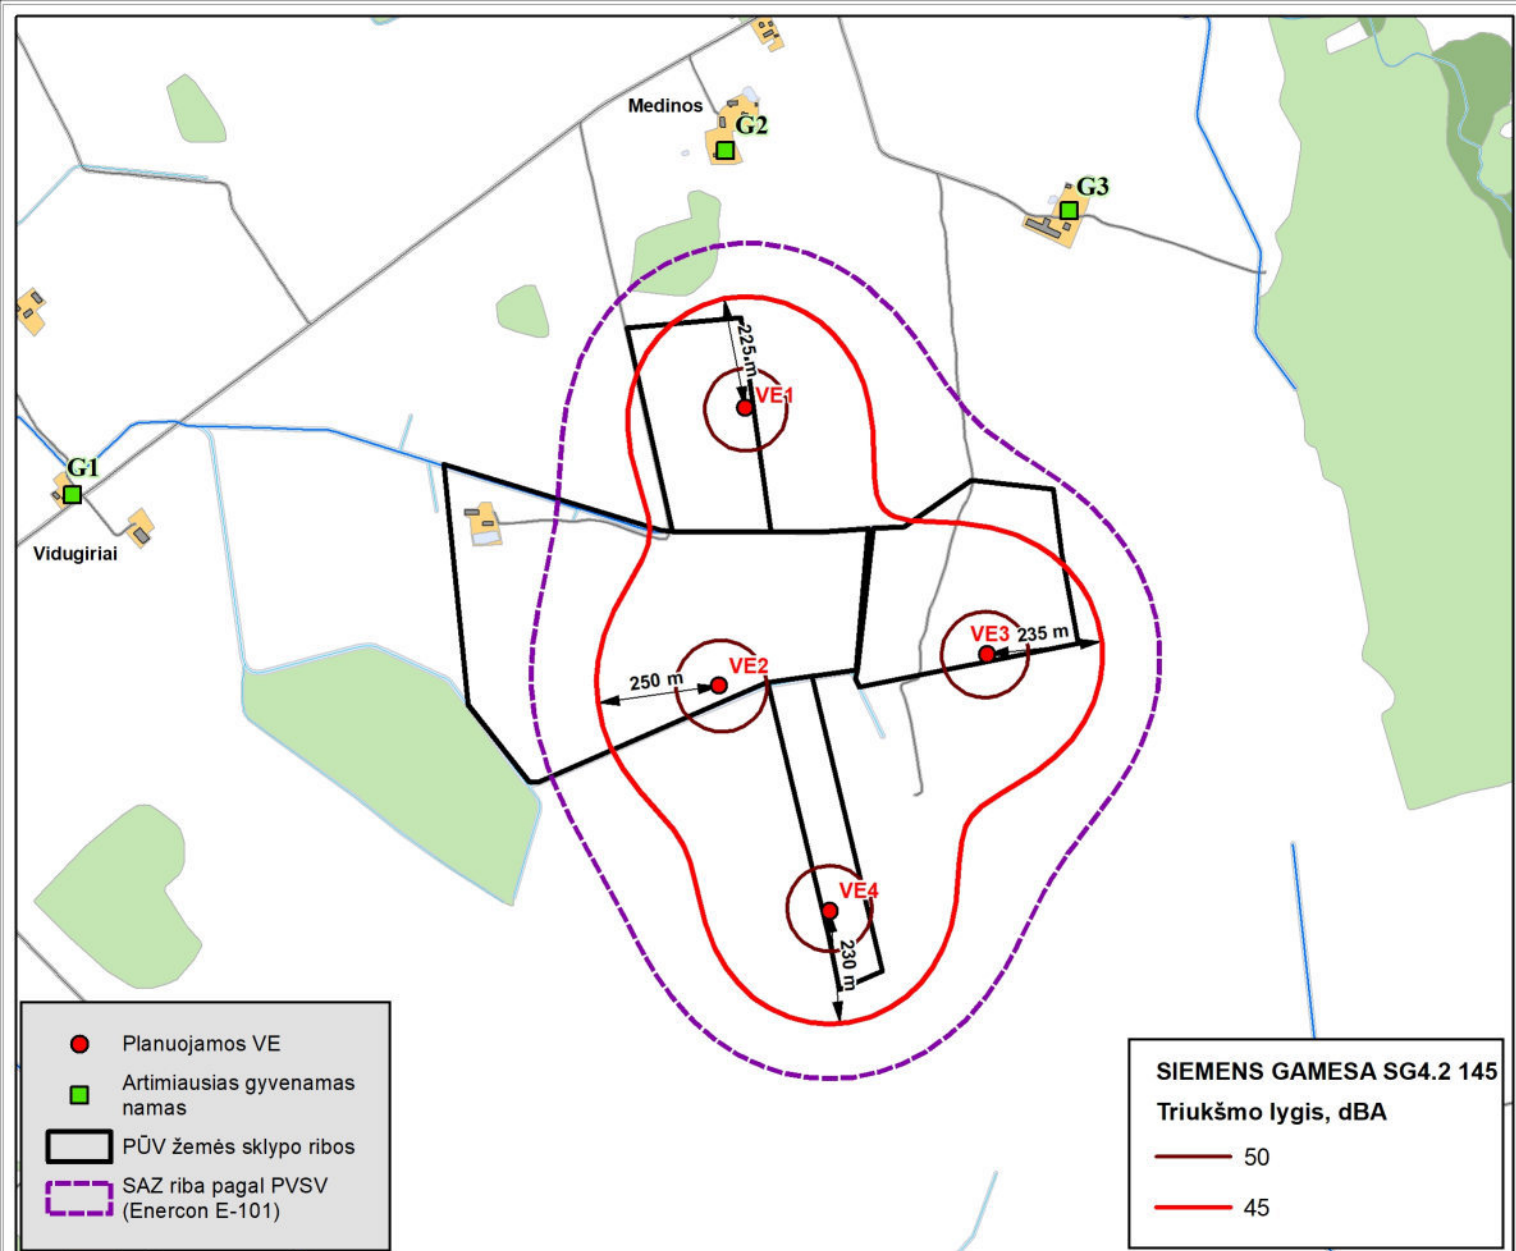 Medinos
G2
G3
225 m
VE1
G1
Vidugiriai
VE3
235 m
VE2
250 m
VE4
230 m
Planuojamos VE
Artimiausias gyvenamas
namas
PŪV žemės sklypo ribos
SAZ riba pagal PVSV
(Enercon E-101)
SIEMENS GAMESA SG4.2 145
Triukšmo lygis, dBA
50
45